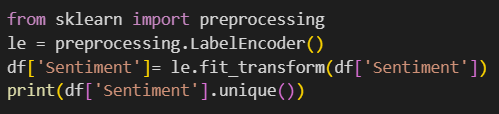 from sklearn import preprocessing
le = preprocessing.LabelEncoder()
df['Sentiment']= le.fit_transform(df['Sentiment'])
print(df['Sentiment'].unique())